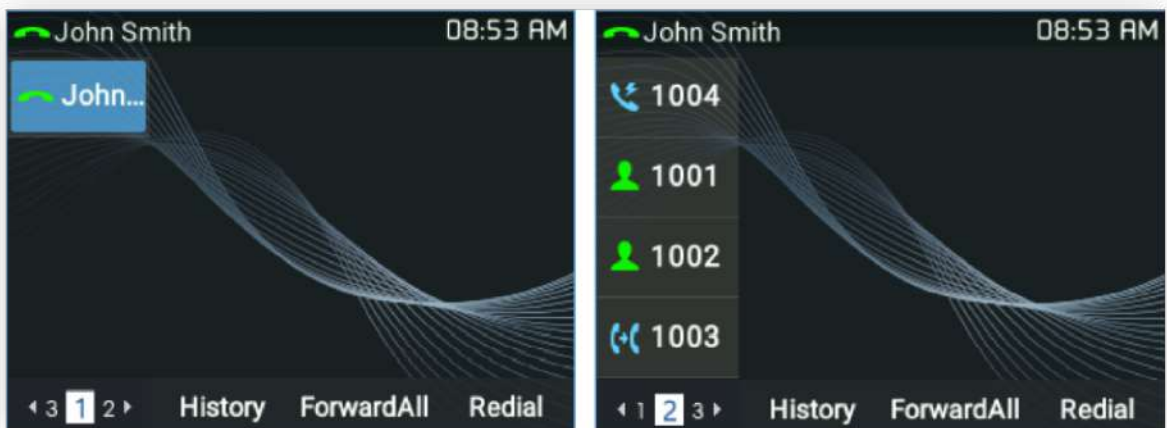 John Smith 08:53 AM
John...
3 1 2 History ForwardAll Redial
John Smith 08:53 AM
1004
1001
1002
1003
1 2 3 History ForwardAll Redial